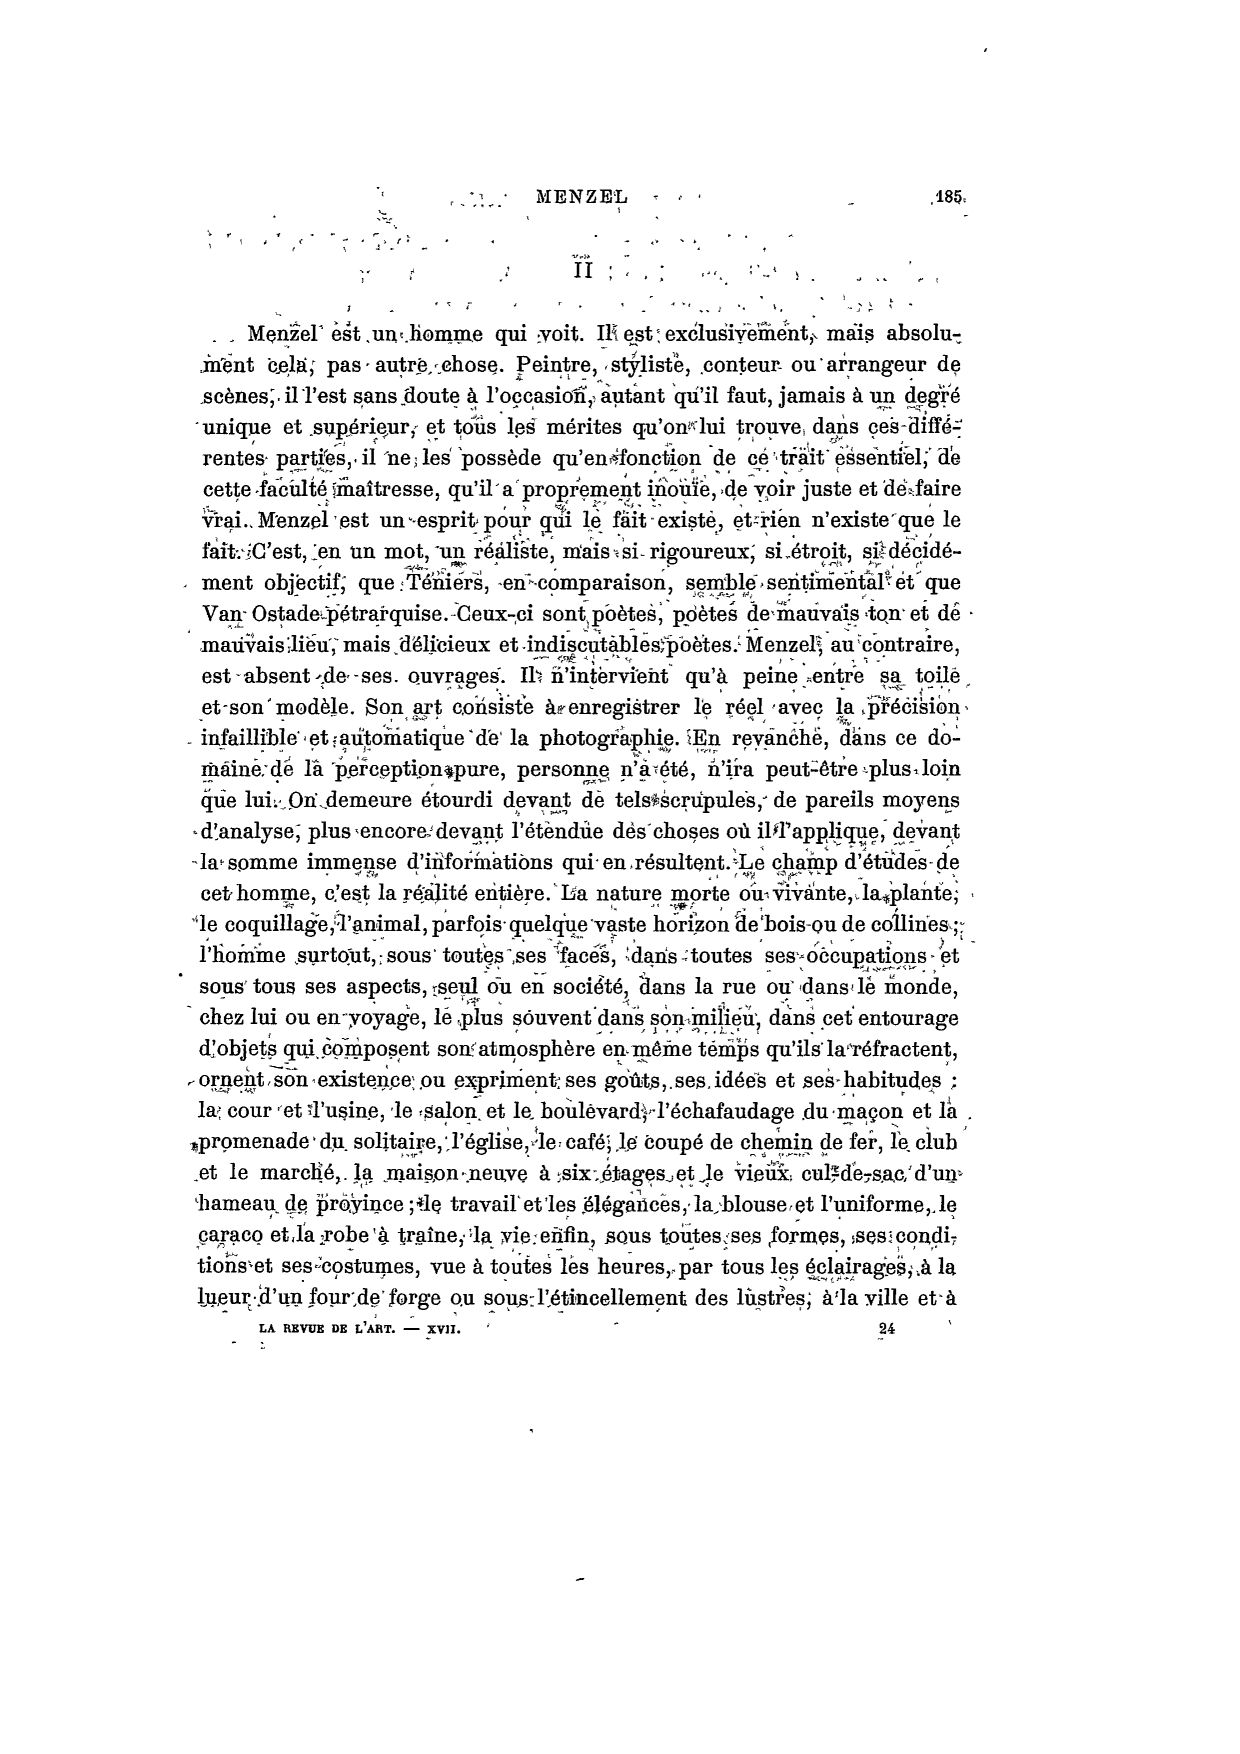 MENZEL 185
II
Menzel est un homme qui voit. Il est exclusivement, mais absolu-
ment cela, pas autre chose. Peintre, styliste, conteur ou arrangeur de
scènes, il l'est sans doute à l'occasion, autant qu'il faut, jamais à un degré
unique et supérieur, et tous les mérites qu'on lui trouve dans ces diffé-
rentes parties, il ne les possède qu'en fonction de ce trait essentiel, de
cette faculté maîtresse, qu'il a proprement inouïe, de voir juste et de faire
vrai. Menzel est un esprit pour qui le fait existe, et rien n'existe que le
fait. C'est, en un mot, un réaliste, mais si rigoureux, si étroit, si décidé-
ment objectif, que Téniers, en comparaison, semble sentimental et que
Van Ostade pétrarquise. Ceux-ci sont poètes, poètes de mauvais ton et de
mauvais lieu, mais délicieux et indiscutables poètes. Menzel, au contraire,
est absent de ses ouvrages. Il n'intervient qu'à peine entre sa toile
et son modèle. Son art consiste à enregistrer le réel avec la précision
infaillible et automatique de la photographie. En revanche, dans ce do-
maine de la perception pure, personne n'a été, n'ira peut-être plus loin
que lui. On demeure étourdi devant de tels scrupules, de pareils moyens
d'analyse, plus encore devant l'étendue des choses où il l'applique, devant
la somme immense d'informations qui en résultent. Le champ d'études de
cet homme, c'est la réalité entière. La nature morte ou vivante, la plante,
le coquillage, l'animal, parfois quelque vaste horizon de bois ou de collines ;
l'homme surtout, sous toutes ses faces, dans toutes ses occupations et
sous tous ses aspects, seul ou en société, dans la rue ou dans le monde,
chez lui ou en voyage, le plus souvent dans son milieu, dans cet entourage
d'objets qui composent son atmosphère en même temps qu'ils la réfractent,
ornent son existence ou expriment ses goûts, ses idées et ses habitudes :
la cour et l'usine, le salon et le boulevard, l'échafaudage du maçon et la
promenade du solitaire, l'église, le café, le coupé de chemin de fer, le club
et le marché, la maison neuve à six étages et le vieux cul-de-sac d'un
hameau de province ; le travail et les élégances, la blouse et l'uniforme, le
caraco et la robe à traîne, la vie enfin, sous toutes ses formes, ses condi-
tions et ses costumes, vue à toutes les heures, par tous les éclairages, à la
lueur d'un four de forge ou sous l'étincellement des lustres, à la ville et à
LA REVUE DE L'ART. — XVII. 24